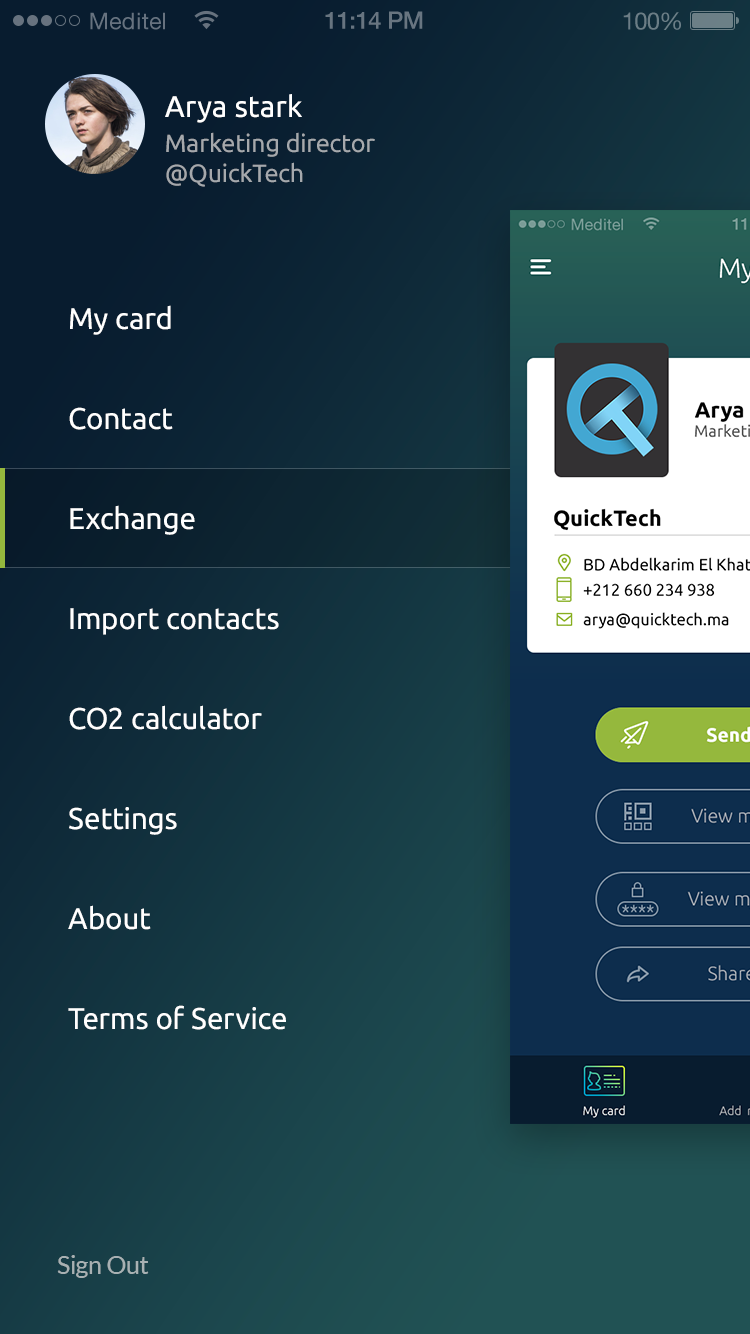 Meditel
11:14 PM
100%
Arya stark
Marketing director
@QuickTech
My card
Contact
Exchange
Import contacts
CO2 calculator
Settings
About
Terms of Service
Sign Out
Meditel
11
My
Arya
Marketi
QuickTech
BD Abdelkarim El Khat
+212 660 234 938
arya@quicktech.ma
Send
View m
****
View m
Share
My card
Add